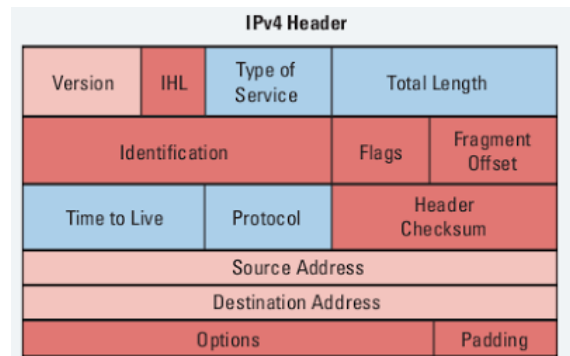 IPv4 Header
Version
IHL
Type of
Service
Total Length
Identification
Flags
Fragment
Offset
Time to Live
Protocol
Header
Checksum
Source Address
Destination Address
Options
Padding